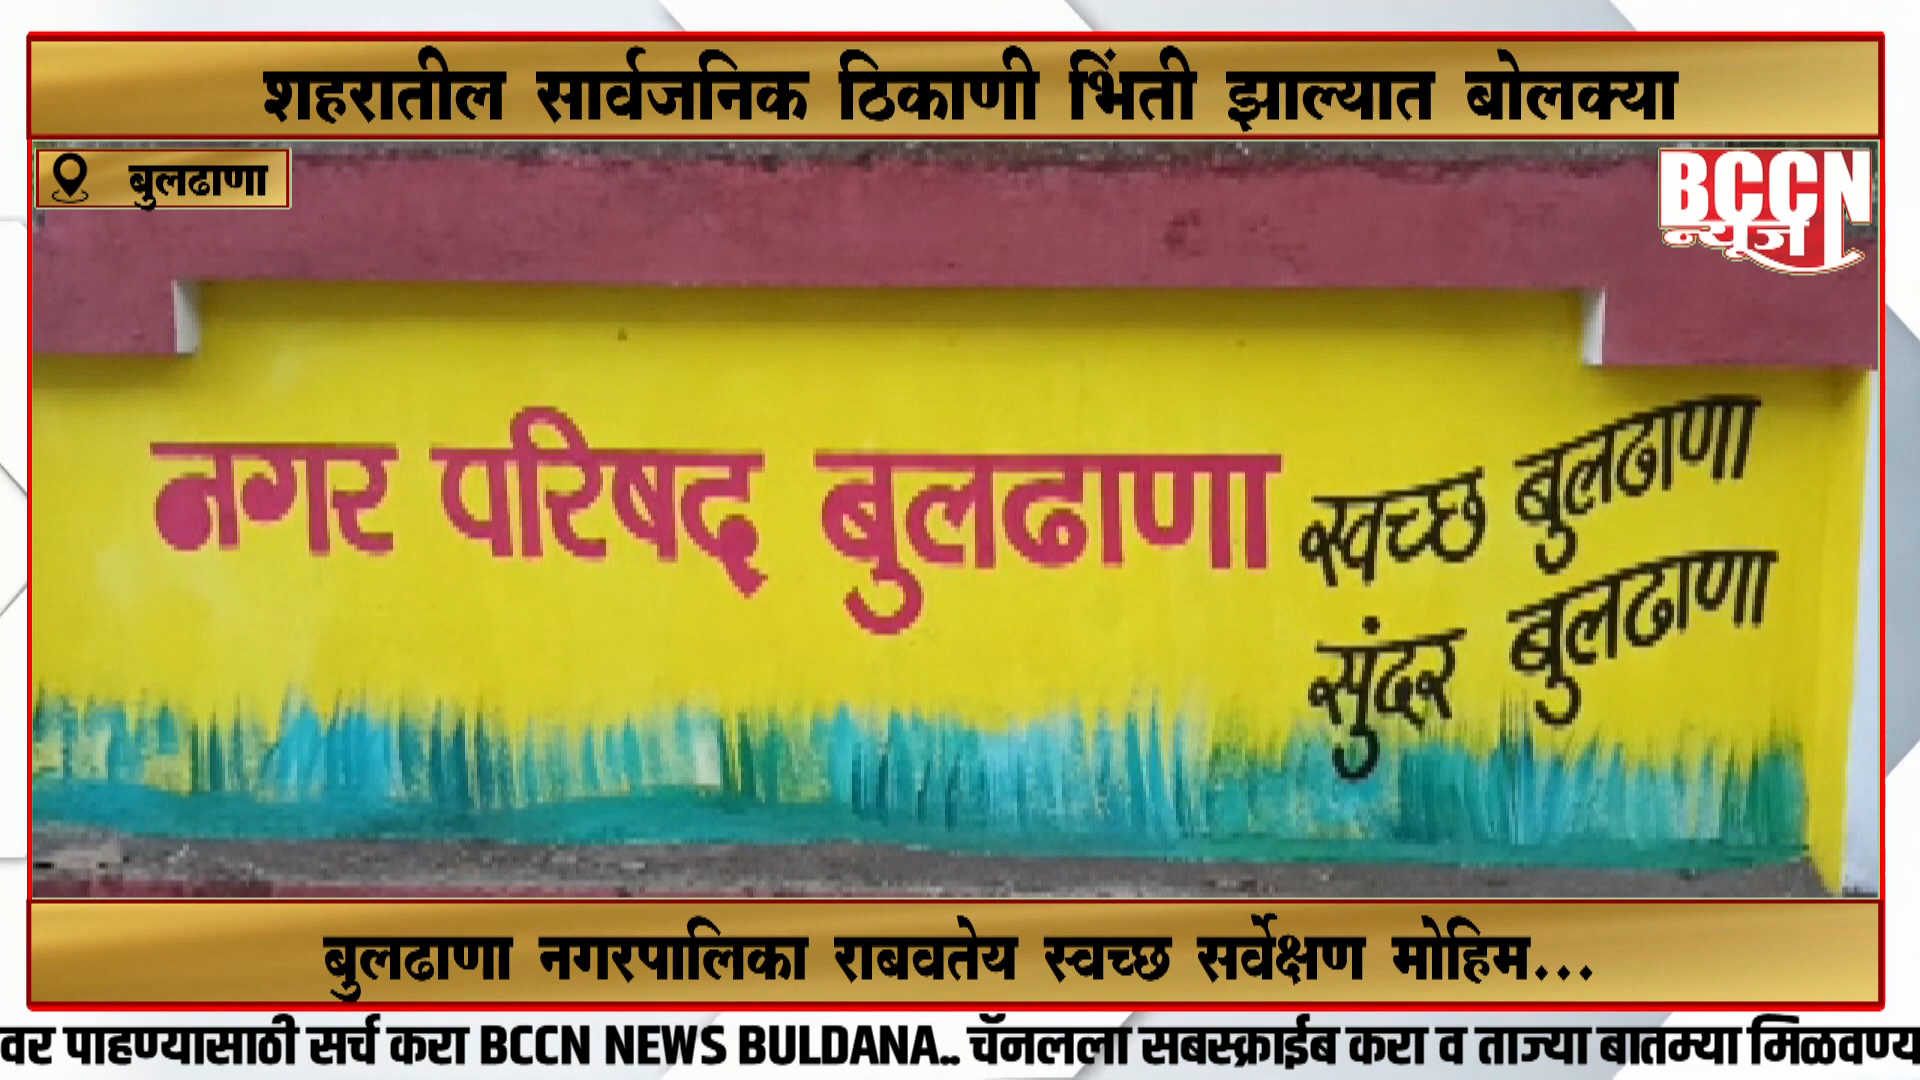 शहरातील सार्वजनिक ठिकाणी भिंती झाल्यात बोलक्या
बुलढाणा
BCCN
न्यूज
नगर परिषद बुलढाणा
स्वच्छ बुलढाणा
सुंदर बुलढाणा
बुलढाणा नगरपालिका राबवतेय स्वच्छ सर्वेक्षण मोहिम...
वर पाहण्यासाठी सर्च करा BCCN NEWS BULDANA.. चॅनलला सबस्क्राईब करा व ताज्या बातम्या मिळवण्य